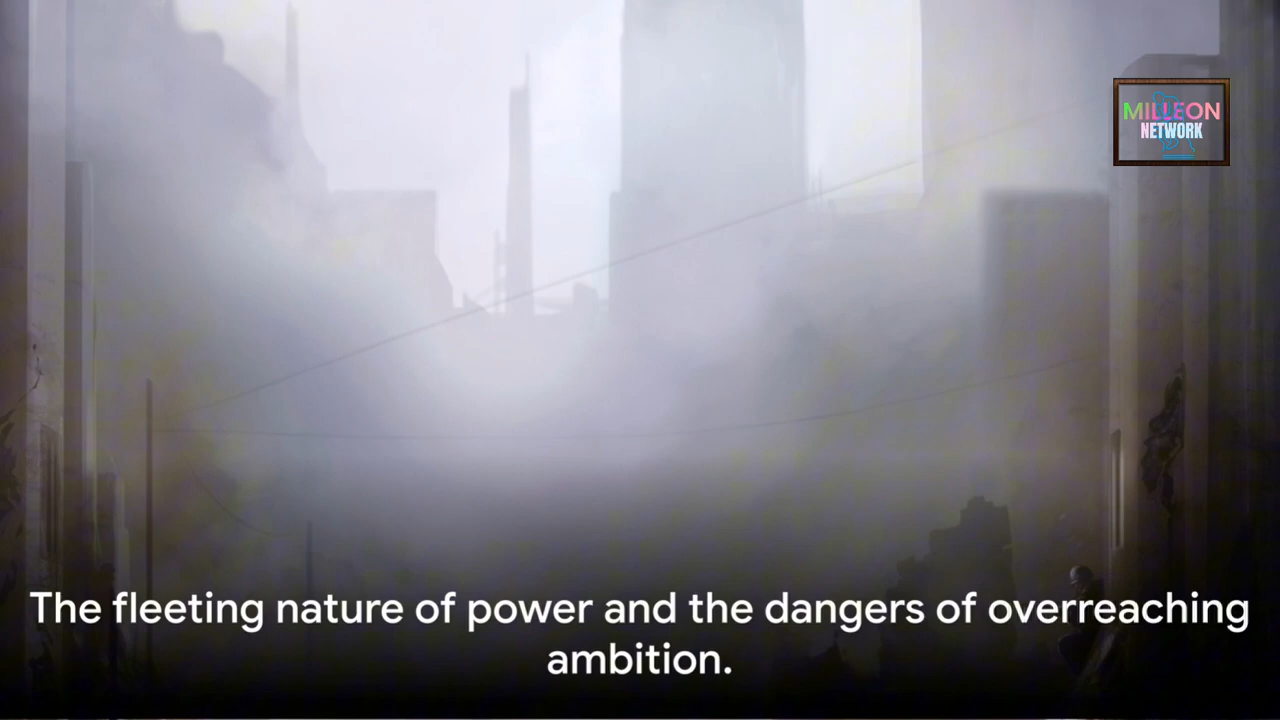 MILLEON
NETWORK
The fleeting nature of power and the dangers of overreaching
ambition.